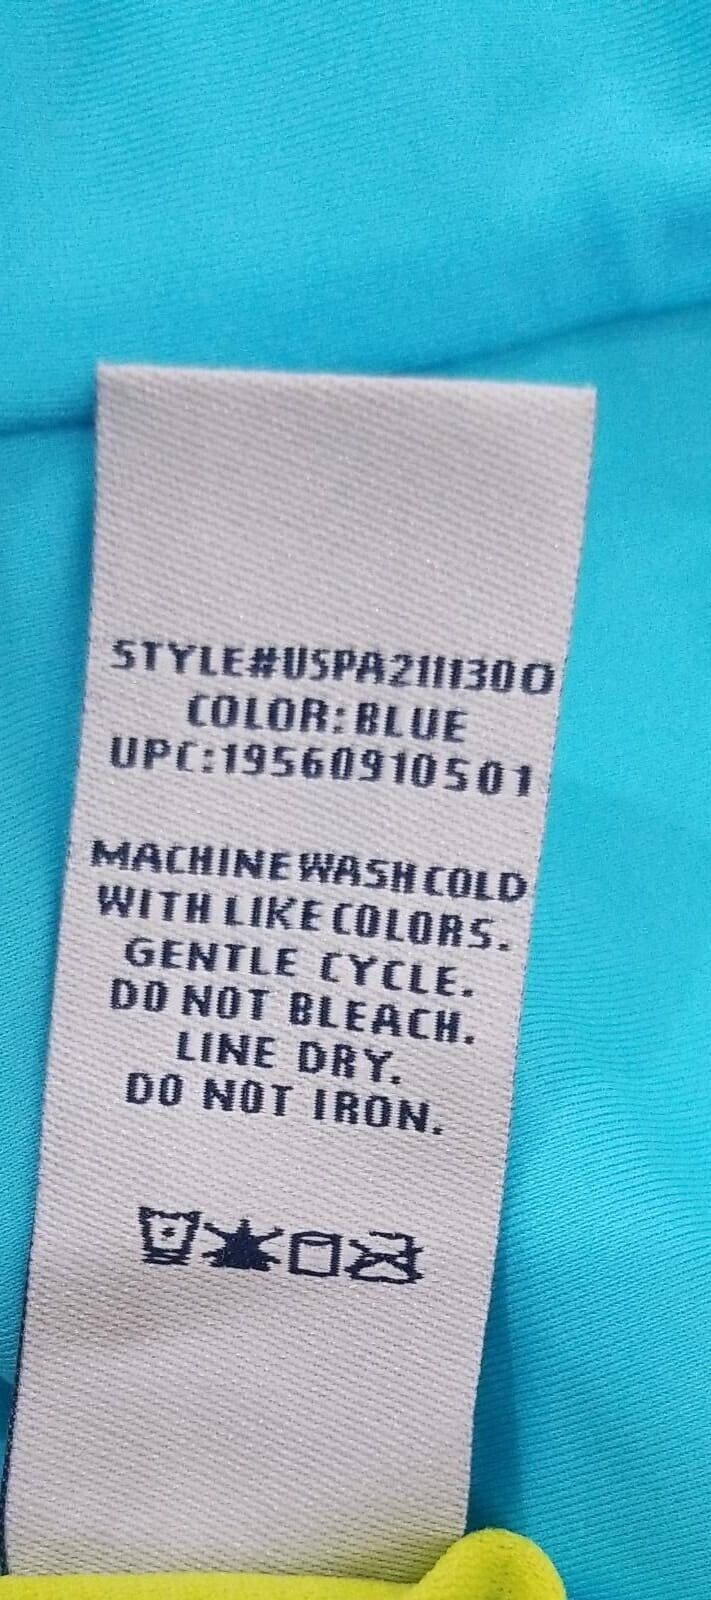 STYLE#USPA2111300
COLOR: BLUE
UPC:19560910501
MACHINE WASH COLD
WITH LIKE COLORS.
GENTLE CYCLE.
DO NOT BLEACH.
LINE DRY.
DO NOT IRON.